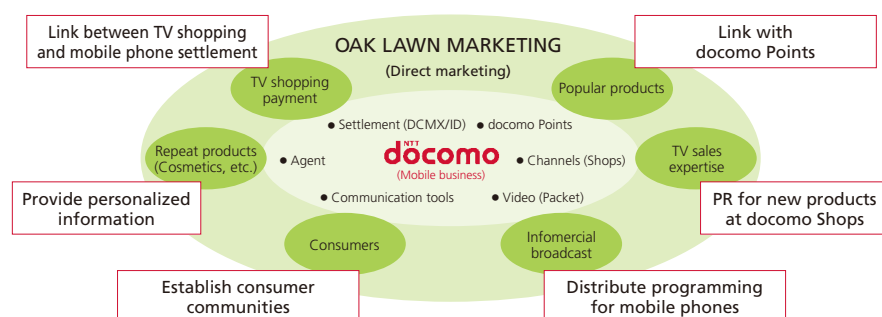 Link between TV shopping
and mobile phone settlement
OAK LAWN MARKETING
(Direct marketing)
Link with
docomo Points
TV shopping
payment
Popular products
• Settlement (DCMX/ID)
• docomo Points
Repeat products
(Cosmetics, etc.)
• Agent
NTT
docomo
(Mobile business)
• Channels (Shops)
TV sales
expertise
Provide personalized
information
• Communication tools
• Video (Packet)
PR for new products
at docomo Shops
Consumers
Infomercial
broadcast
Establish consumer
communities
Distribute programming
for mobile phones